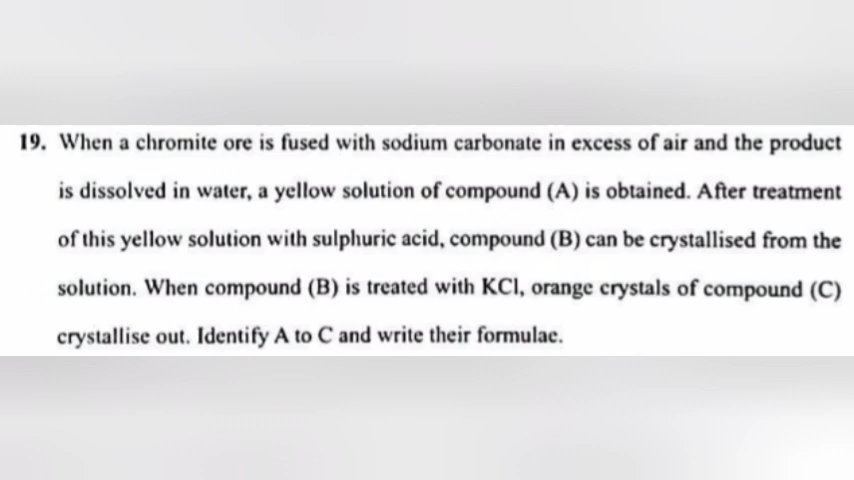 19. When a chromite ore is fused with sodium carbonate in excess of air and the product
is dissolved in water, a yellow solution of compound (A) is obtained. After treatment
of this yellow solution with sulphuric acid, compound (B) can be crystallised from the
solution. When compound (B) is treated with KCl, orange crystals of compound (C)
crystallise out. Identify A to C and write their formulae.